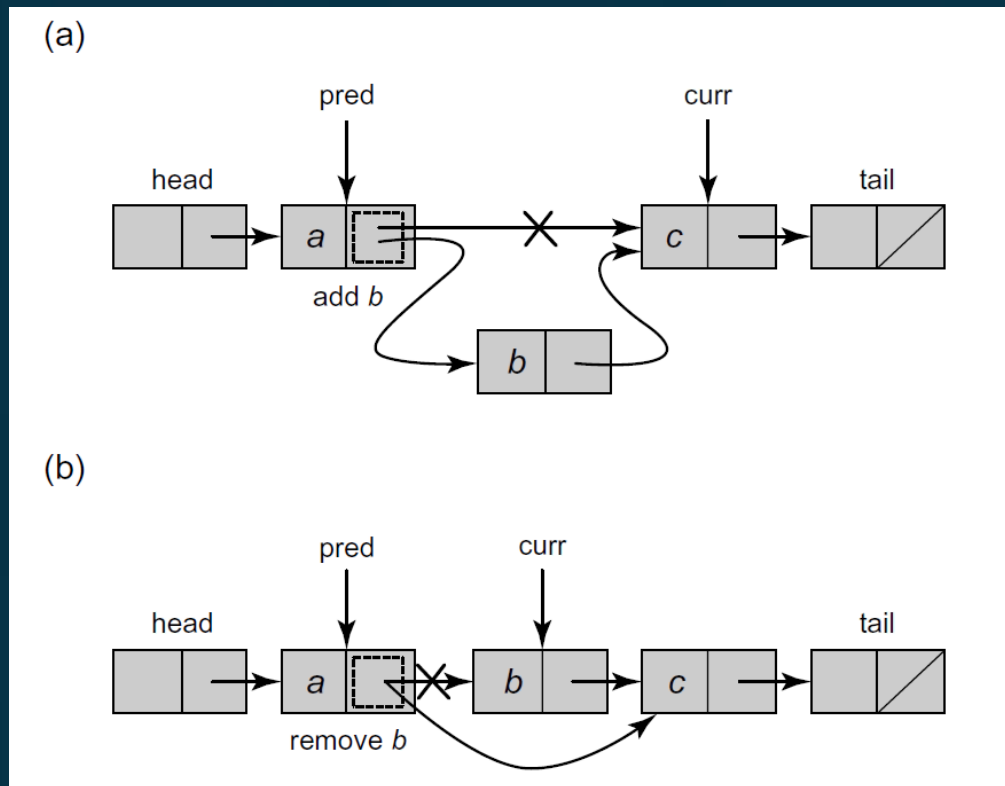 (a)
pred curr
head tail
a c
add b
b
(b)
pred curr
head tail
a b c
remove b